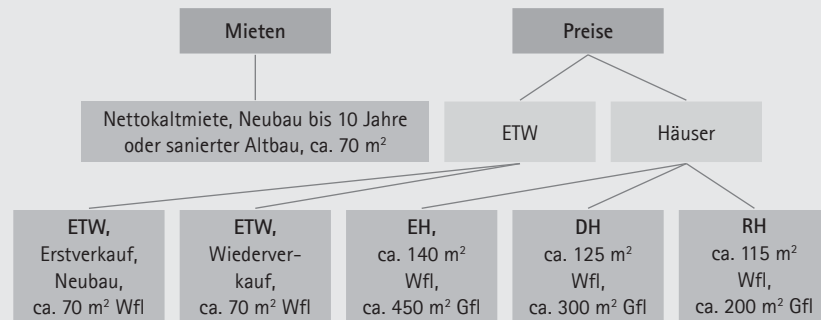 Mieten
Preise
Nettokaltmiete, Neubau bis 10 Jahre
oder sanierter Altbau, ca. 70 m²
ETW
Häuser
ETW,
Erstverkauf,
Neubau,
ca. 70 m² Wfl
ETW,
Wiederver-
kauf,
ca. 70 m² Wfl
EH,
ca. 140 m²
Wfl,
ca. 450 m² Gfl
DH
ca. 125 m²
Wfl,
ca. 300 m² Gfl
RH
ca. 115 m²
Wfl,
ca. 200 m² Gfl